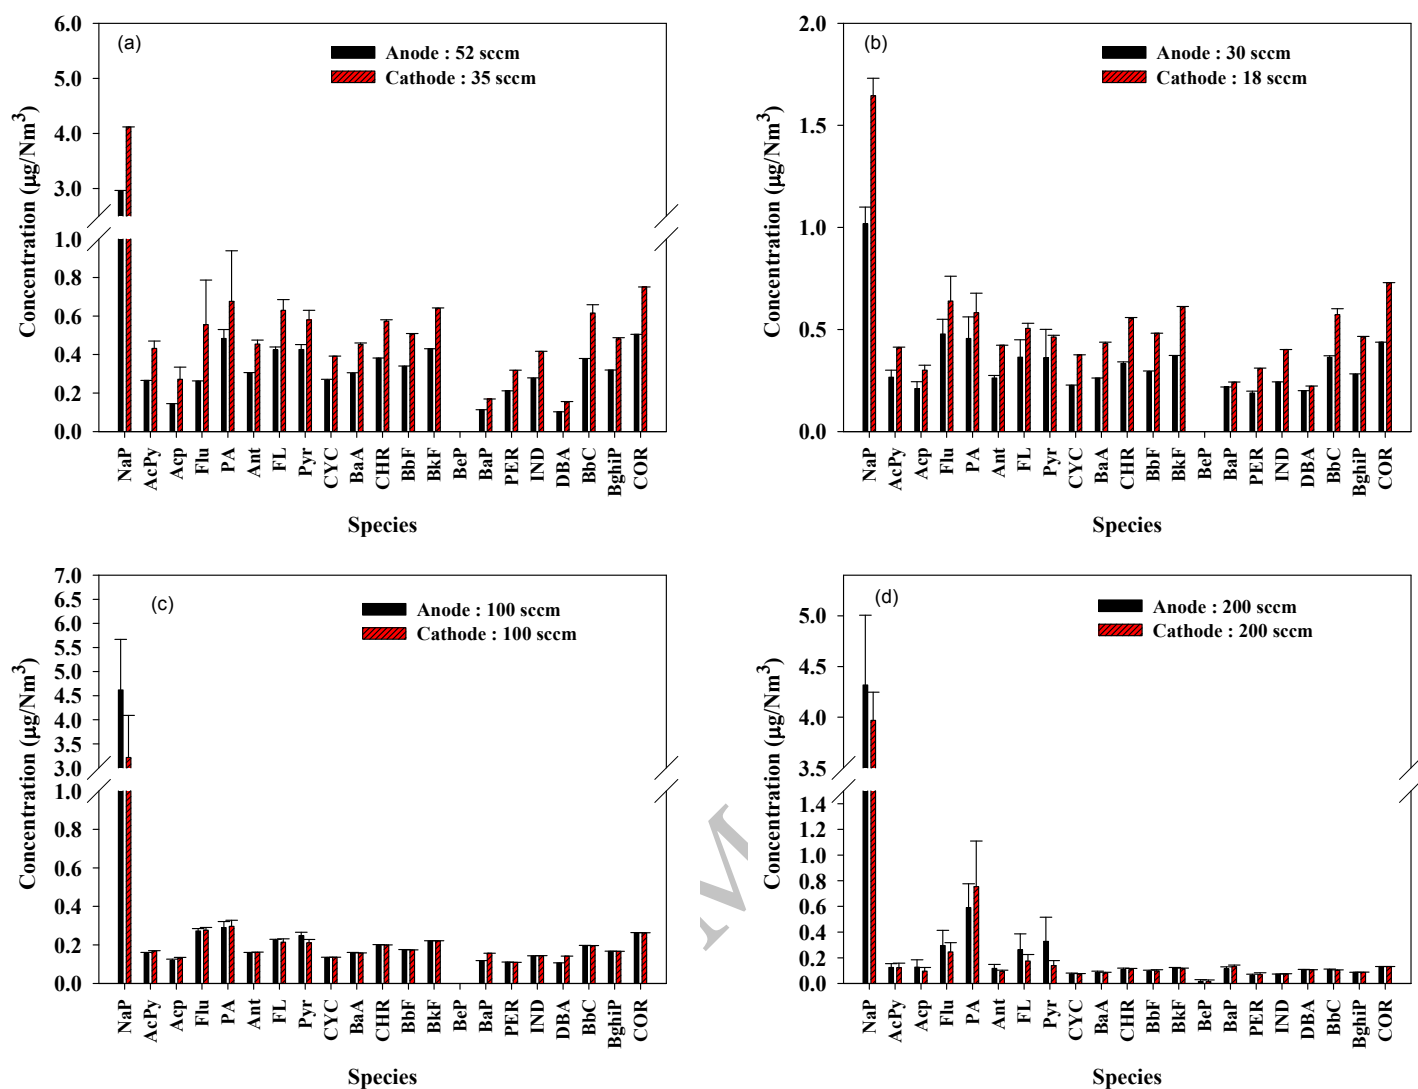 (a)
Anode : 52 sccm
Cathode : 35 sccm
Concentration (µg/Nm³)
6.0
5.0
4.0
3.0
1.0
0.8
0.6
0.4
0.2
0.0
NaP AcPy Acp Flu PA Ant FL Pyr CYC BaA CHR BbF BkF BeP BaP PER IND DBA BbC BghiP COR
Species
(b)
Anode : 30 sccm
Cathode : 18 sccm
Concentration (µg/Nm³)
2.0
1.5
1.0
0.5
0.0
NaP AcPy Acp Flu PA Ant FL Pyr CYC BaA CHR BbF BkF BeP BaP PER IND DBA BbC BghiP COR
Species
(c)
Anode : 100 sccm
Cathode : 100 sccm
Concentration (µg/Nm³)
7.0
6.5
6.0
5.5
5.0
4.5
4.0
3.5
3.0
1.0
0.8
0.6
0.4
0.2
0.0
NaP AcPy Acp Flu PA Ant FL Pyr CYC BaA CHR BbF BkF BeP BaP PER IND DBA BbC BghiP COR
Species
(d)
Anode : 200 sccm
Cathode : 200 sccm
Concentration (µg/Nm³)
5.0
4.5
4.0
3.5
1.4
1.2
1.0
0.8
0.6
0.4
0.2
0.0
NaP AcPy Acp Flu PA Ant FL Pyr CYC BaA CHR BbF BkF BeP BaP PER IND DBA BbC BghiP COR
Species